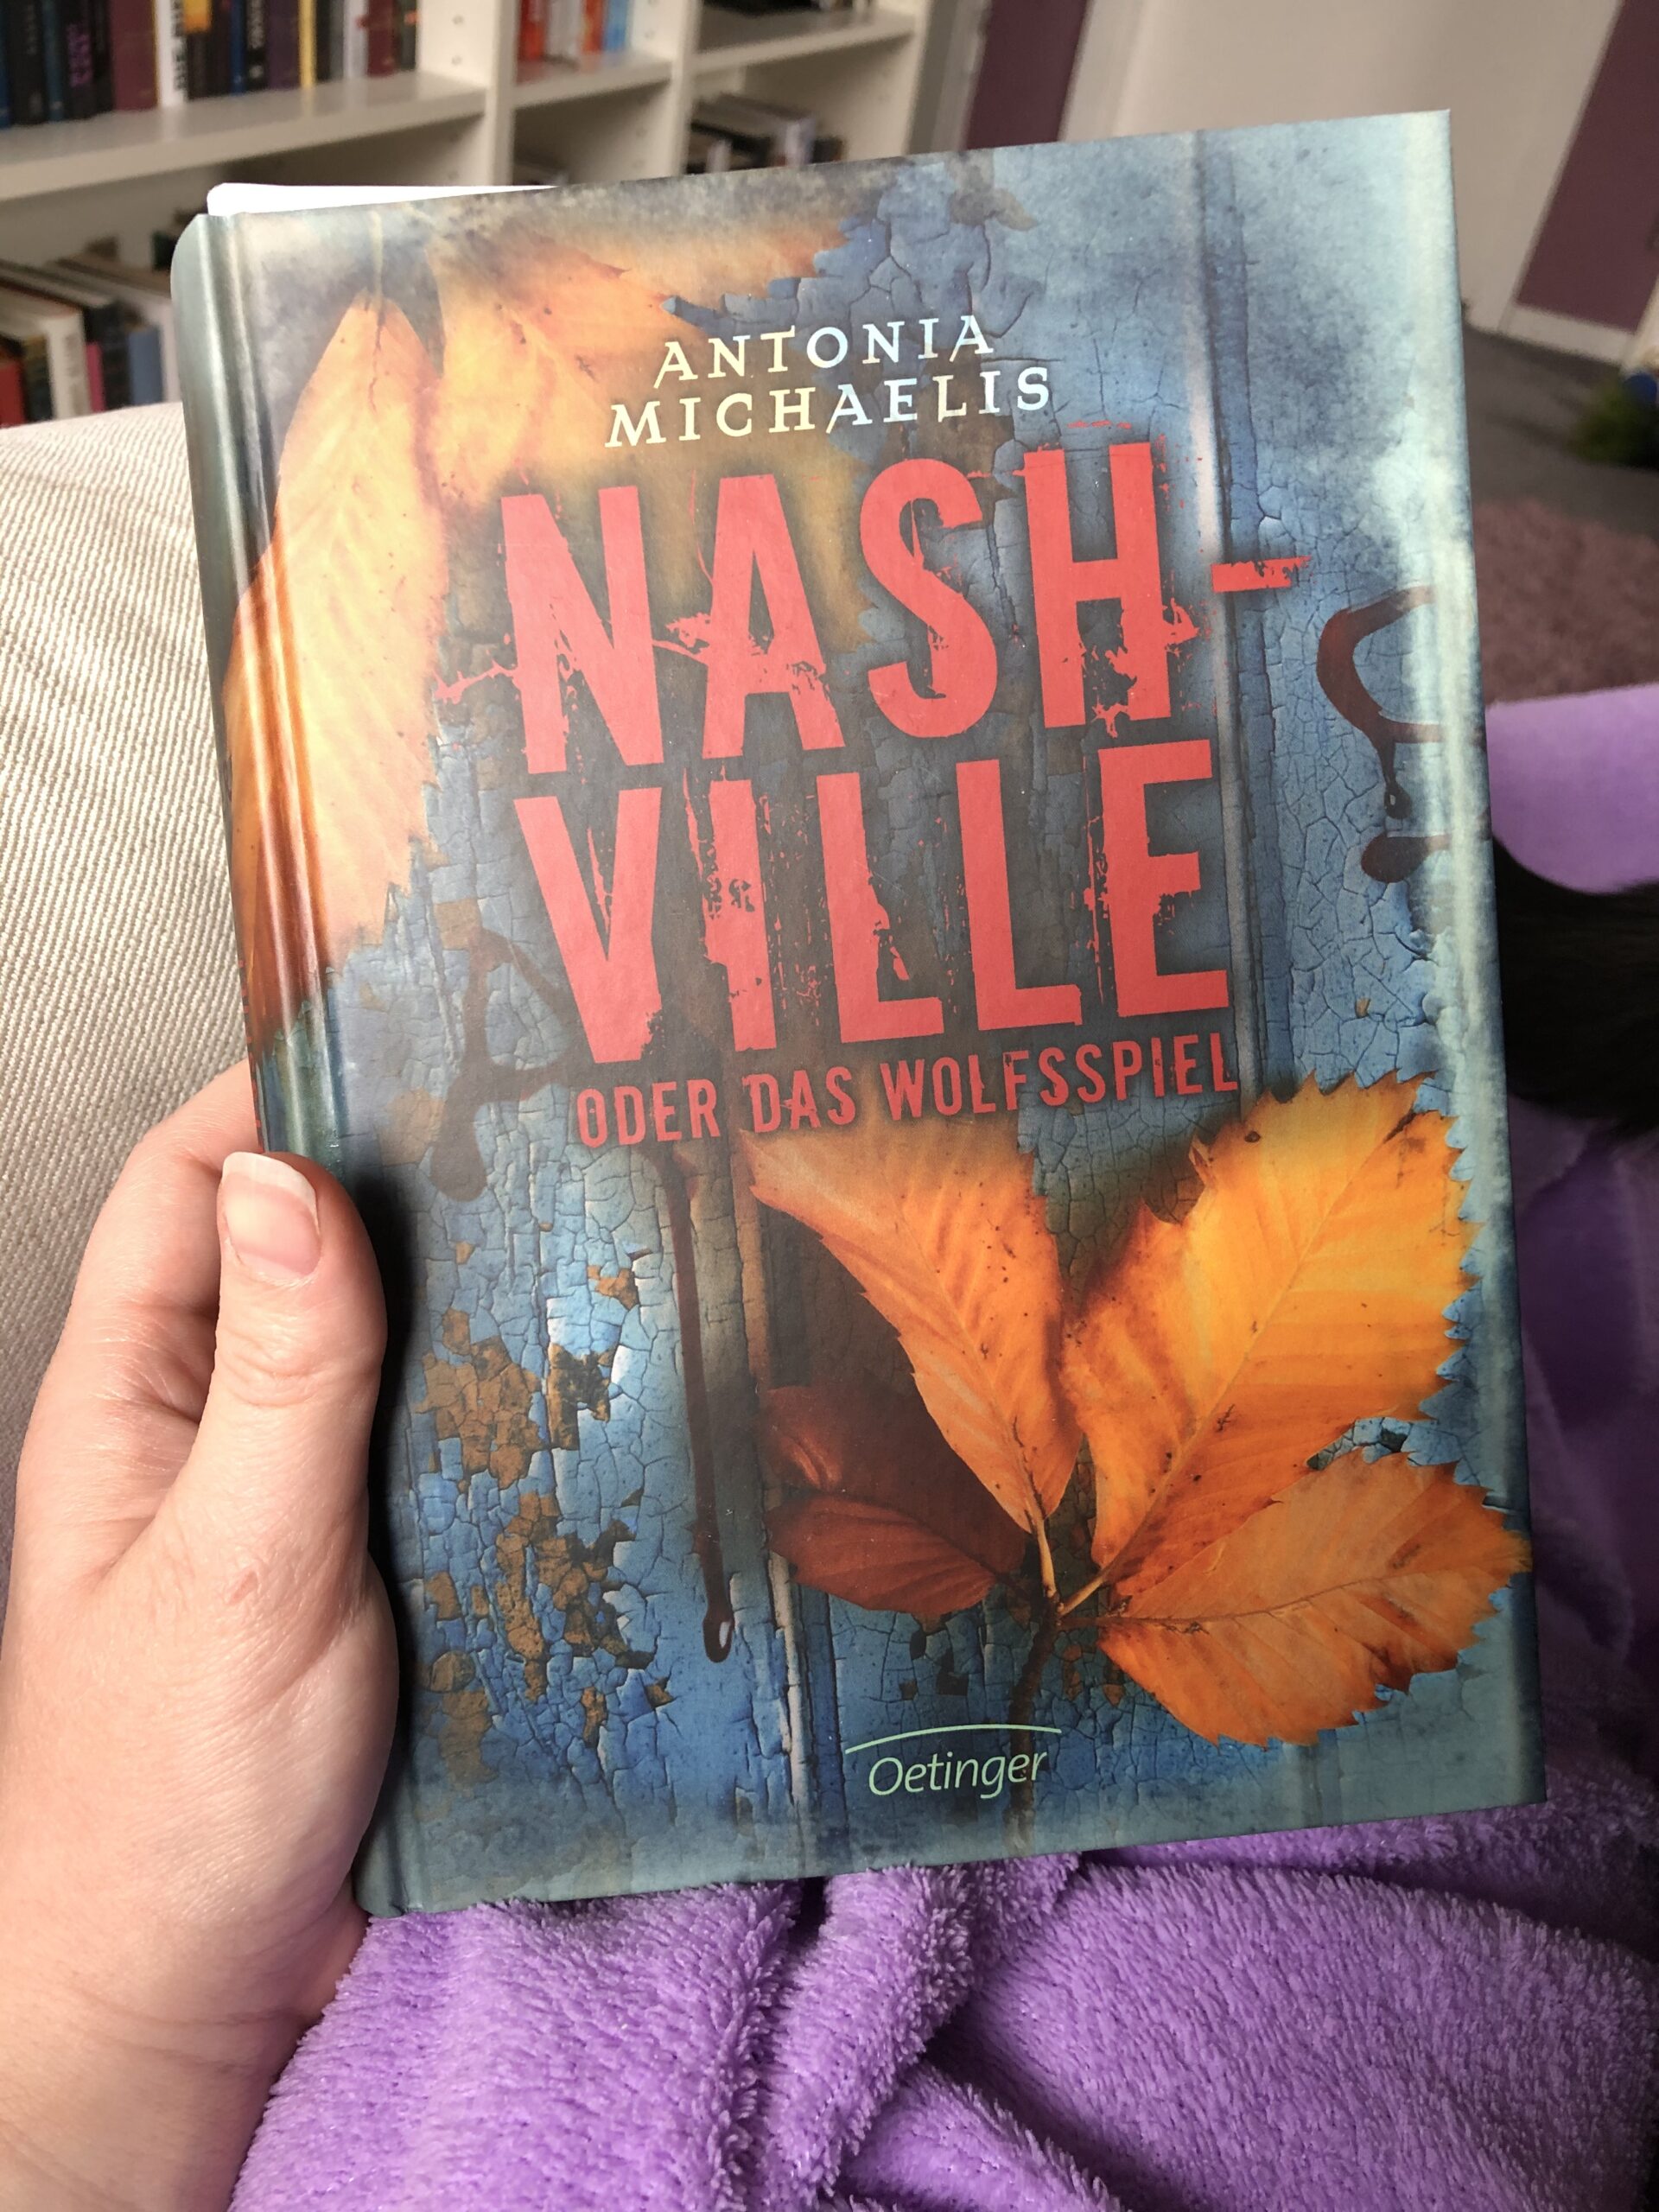 ANTONIA
MICHAELIS
NASH-
VILLE
ODER DAS WOLFSSPIEL
Oetinger